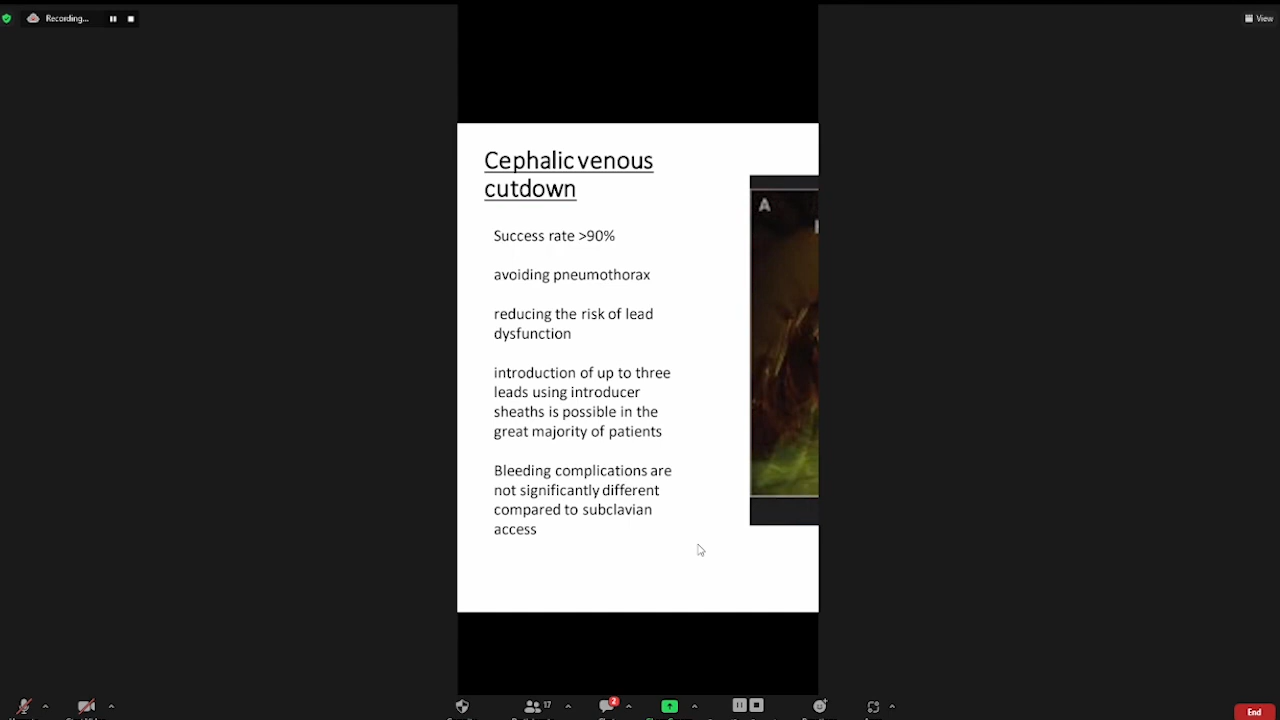 Recording...
View
Cephalic venous
cutdown
Success rate >90%
avoiding pneumothorax
reducing the risk of lead
dysfunction
introduction of up to three
leads using introducer
sheaths is possible in the
great majority of patients
Bleeding complications are
not significantly different
compared to subclavian
access
A
17
2
End